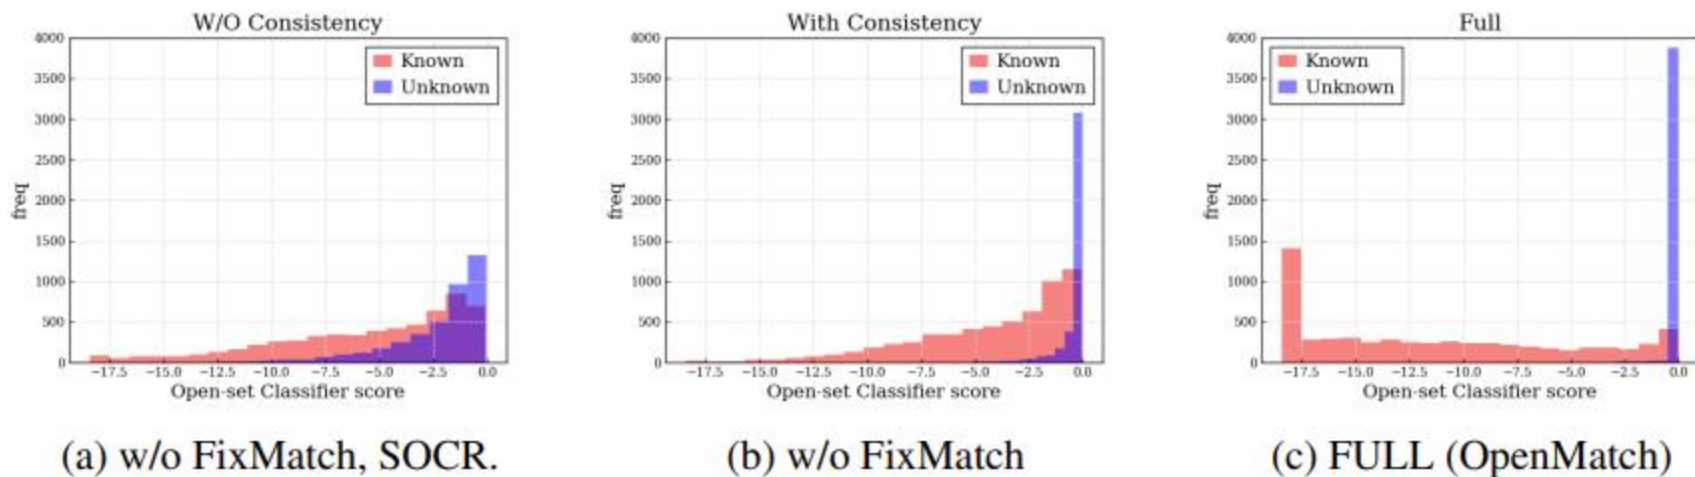 W/O Consistency
4000
3500
3000
2500
2000
1500
1000
500
0
freq
Known
Unknown
−17.5 −15.0 −12.5 −10.0 −7.5 −5.0 −2.5 0.0
Open-set Classifier score
(a) w/o FixMatch, SOCR.
With Consistency
4000
3500
3000
2500
2000
1500
1000
500
0
freq
Known
Unknown
−17.5 −15.0 −12.5 −10.0 −7.5 −5.0 −2.5 0.0
Open-set Classifier score
(b) w/o FixMatch
Full
4000
3500
3000
2500
2000
1500
1000
500
0
freq
Known
Unknown
−17.5 −15.0 −12.5 −10.0 −7.5 −5.0 −2.5 0.0
Open-set Classifier score
(c) FULL (OpenMatch)